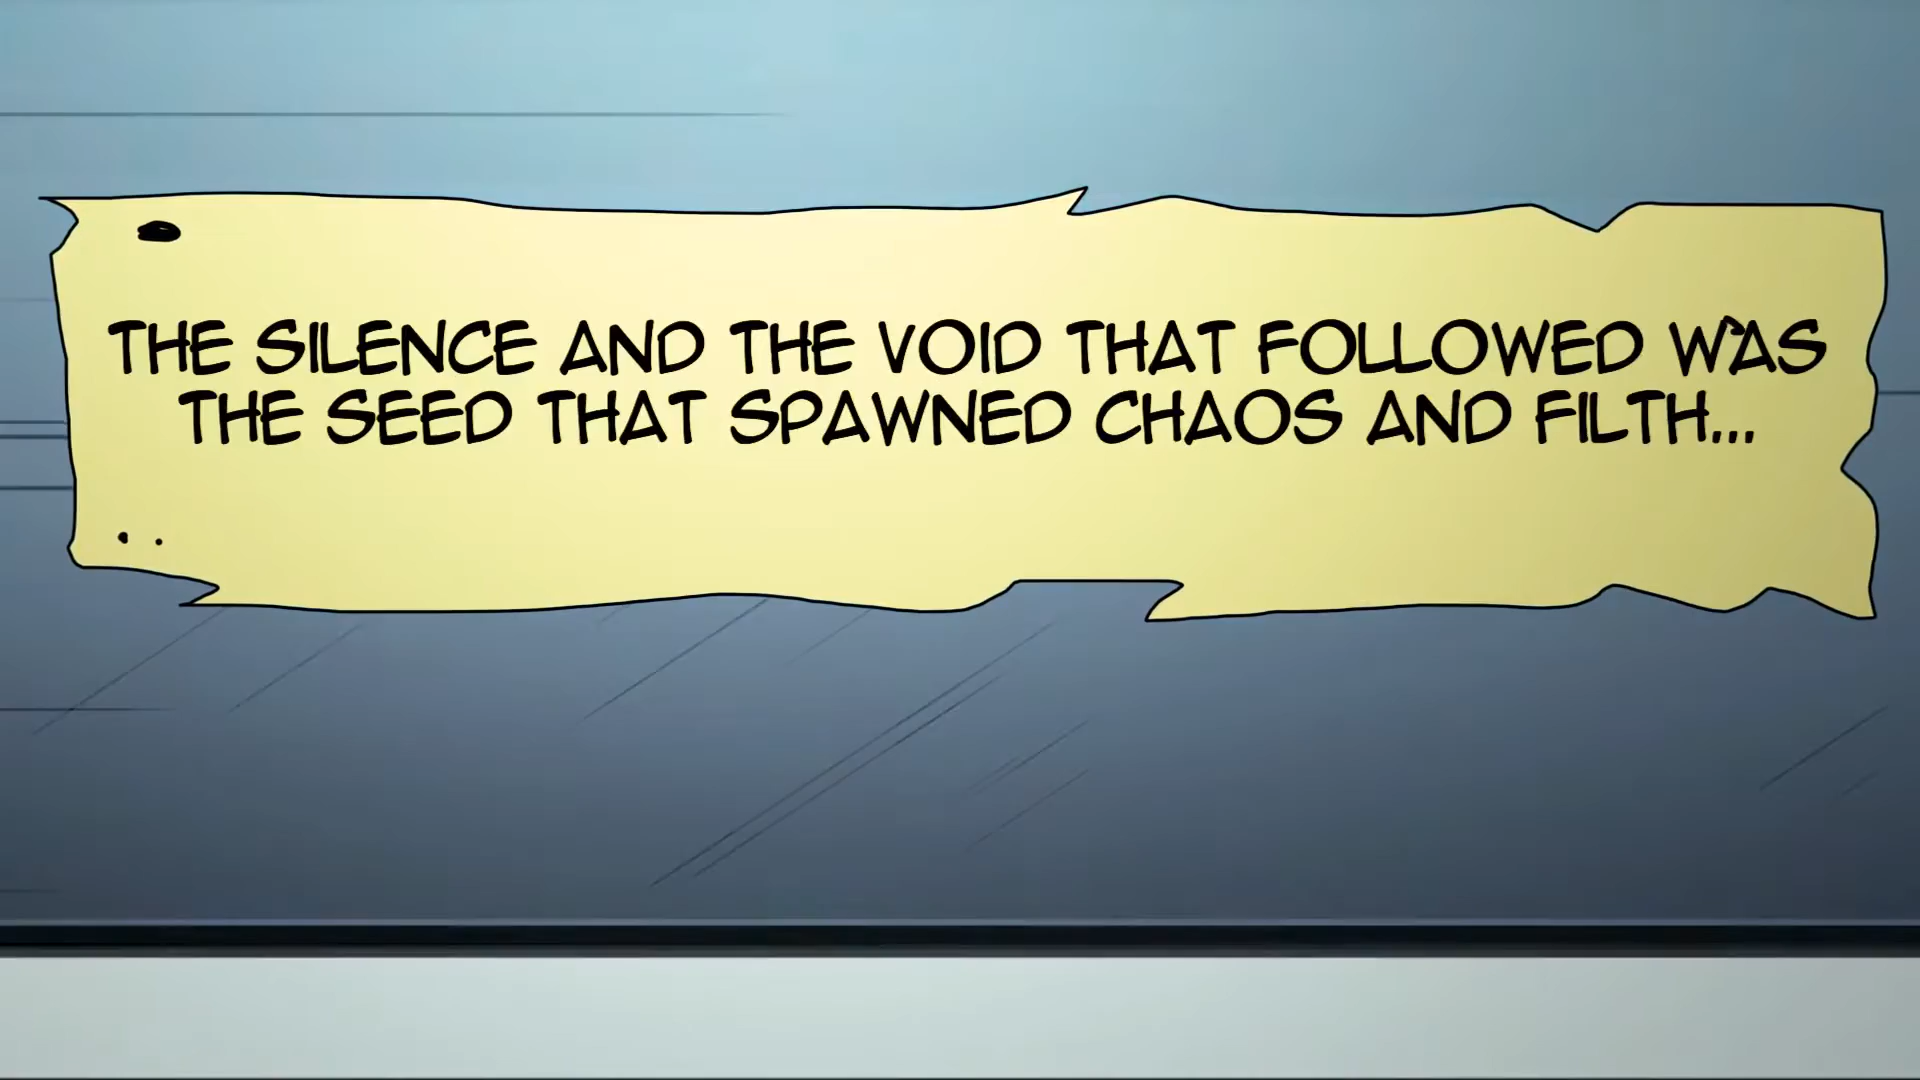 THE SILENCE AND THE VOID THAT FOLLOWED WAS
THE SEED THAT SPAWNED CHAOS AND FILTH...